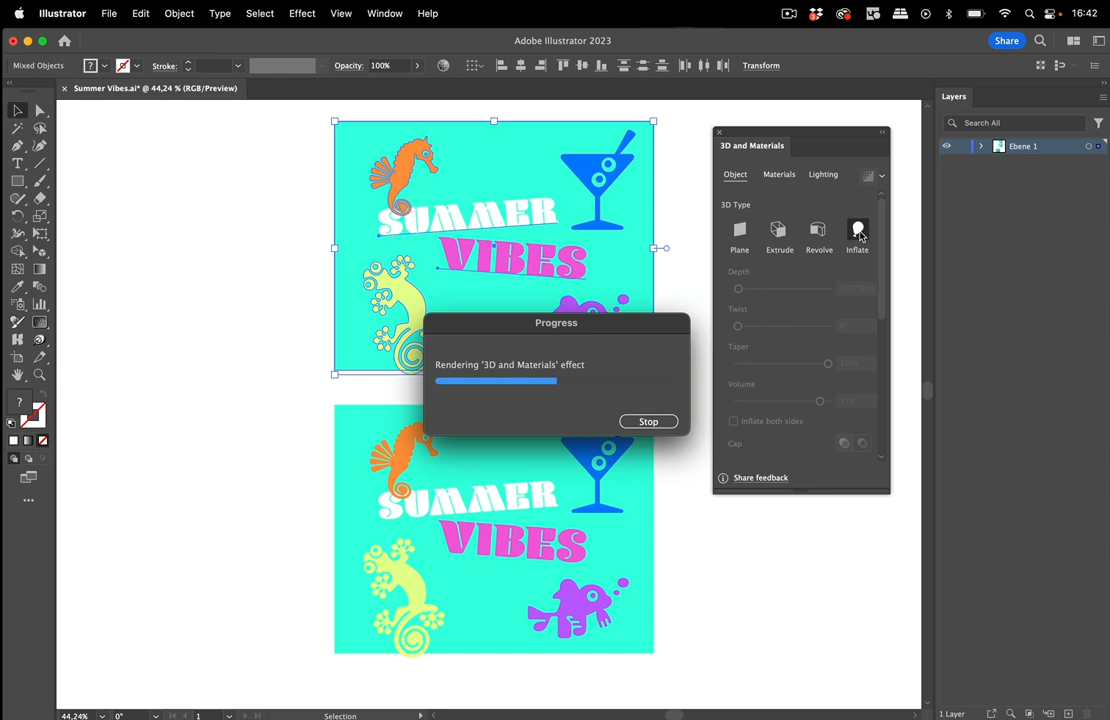 Illustrator File Edit Object Type Select Effect View Window Help 16:42
Adobe Illustrator 2023 Share
Mixed Objects ? Stroke: Opacity: 100% Transform
Summer Vibes.ai* @ 44,24 % (RGB/Preview)
Layers
Search All
Ebene 1
3D and Materials
Object Materials Lighting
3D Type
Plane Extrude Revolve Inflate
Depth
Twist
Taper
100%
Volume
Inflate both sides
Cap
Share feedback
SUMMER
VIBES
Progress
Rendering '3D and Materials' effect
Stop
SUMMER
VIBES
?
44,24% 0° 1 Selection 1 Layer